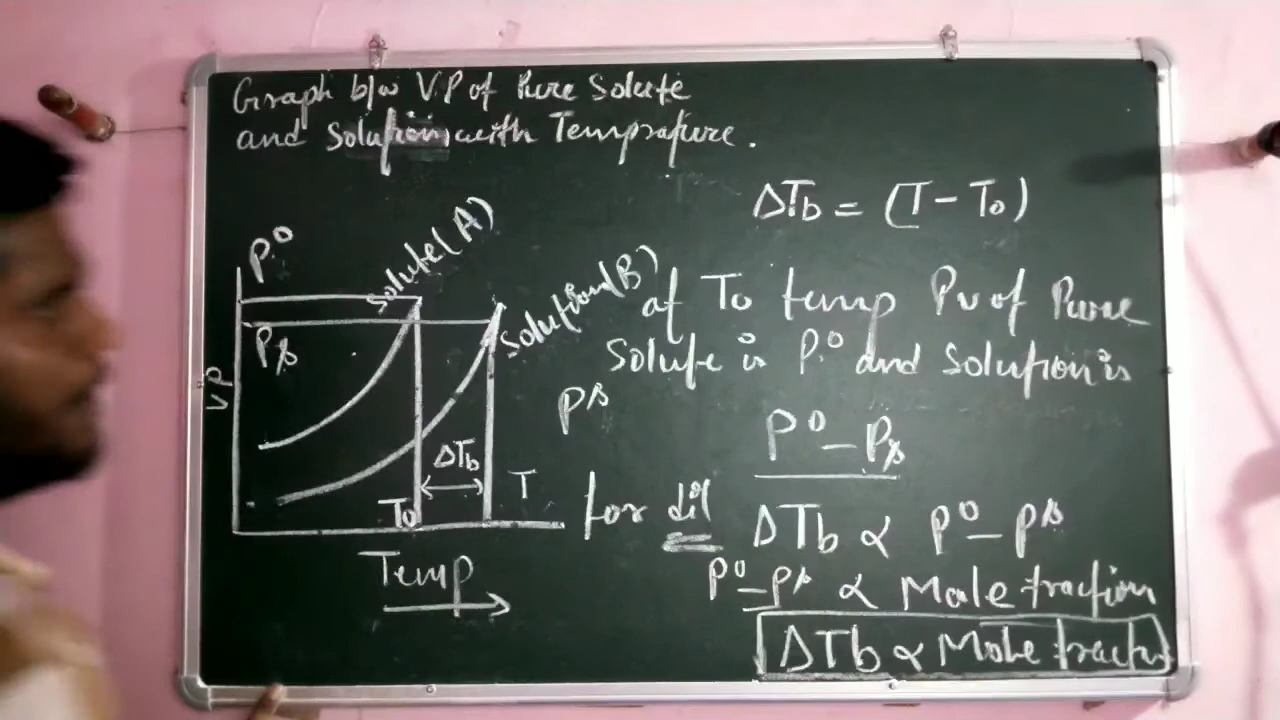 Graph b/w V.P of Pure Solute
and Solution with Temprature.
ΔTb = (T - To)
P⁰
Solute(A)
Solution(B)
Ps
VP
ΔTb
To
T
Temp
at To temp Pv of Pure
Solute is P⁰ and Solution is
Ps
P⁰ - Ps
for dil ΔTb ∝ P⁰ - Ps
P⁰ - Ps ∝ Mole fraction
ΔTb ∝ Mole fraction